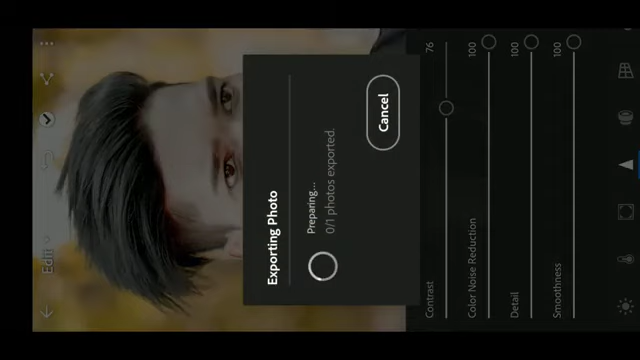 Edit
Exporting Photo
Preparing...
0/1 photos exported.
Cancel
Contrast 76
Color Noise Reduction 100
Detail 100
Smoothness 100